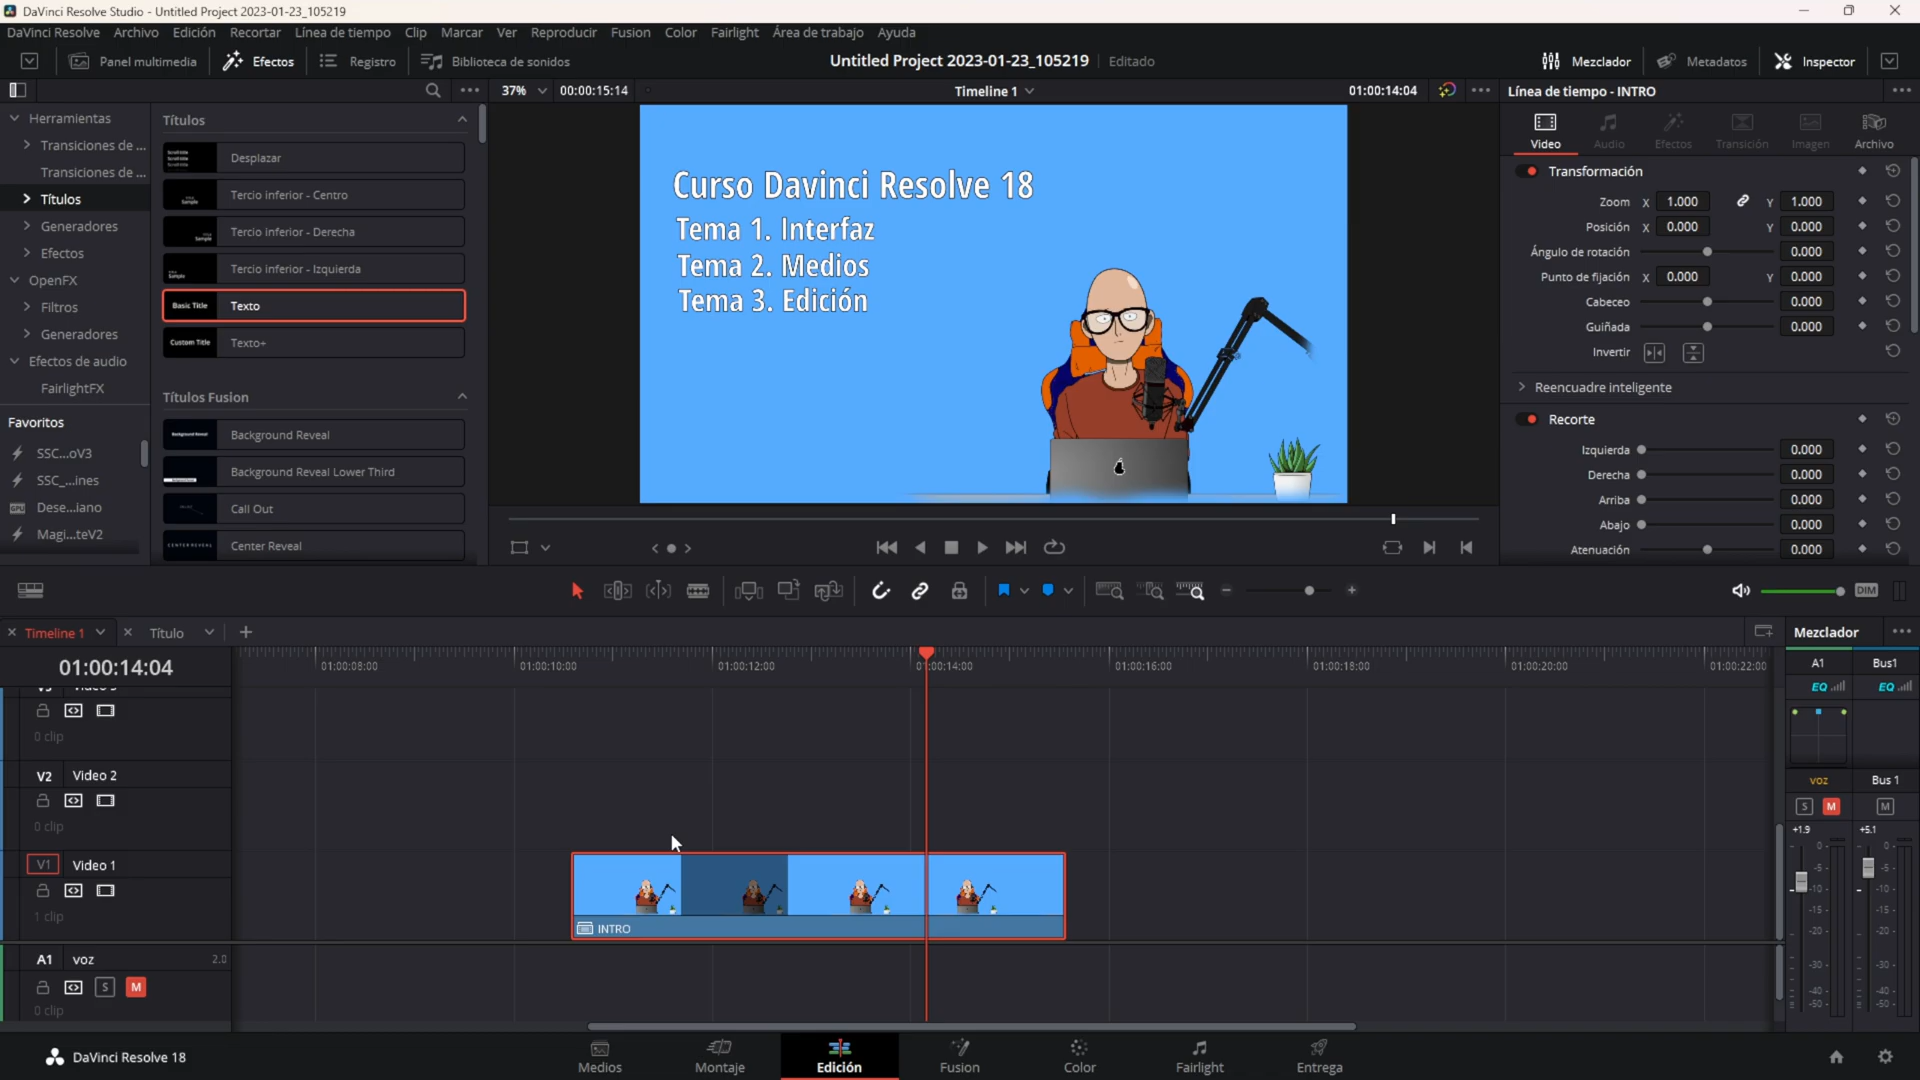 DaVinci Resolve Studio - Untitled Project 2023-01-23_105219
DaVinci Resolve Archivo Edición Recortar Línea de tiempo Clip Marcar Ver Reproducir Fusion Color Fairlight Área de trabajo Ayuda
Panel multimedia Efectos Registro Biblioteca de sonidos Untitled Project 2023-01-23_105219 Editado Mezclador Metadatos Inspector
37% 00:00:15:14 Timeline 1 01:00:14:04 Línea de tiempo - INTRO
Herramientas
Transiciones de ...
Transiciones de ...
Títulos
Generadores
Efectos
OpenFX
Filtros
Generadores
Efectos de audio
FairlightFX
Favoritos
SSC...oV3
SSC_...ines
Dese...iano
Magi...teV2
Títulos
Desplazar
Tercio inferior - Centro
Tercio inferior - Derecha
Tercio inferior - Izquierda
Basic Title Texto
Custom Title Texto+
Títulos Fusion
Background Reveal
Background Reveal Lower Third
Call Out
Center Reveal
Curso Davinci Resolve 18
Tema 1. Interfaz
Tema 2. Medios
Tema 3. Edición
Video Audio Efectos Transición Imagen Archivo
Transformación
Zoom X 1.000 Y 1.000
Posición X 0.000 Y 0.000
Ángulo de rotación 0.000
Punto de fijación X 0.000 Y 0.000
Cabeceo 0.000
Guiñada 0.000
Invertir
Reencuadre inteligente
Recorte
Izquierda 0.000
Derecha 0.000
Arriba 0.000
Abajo 0.000
Atenuación 0.000
DIM
Timeline 1 Título
01:00:14:04
01:00:08:00 01:00:10:00 01:00:12:00 01:00:14:00 01:00:16:00 01:00:18:00 01:00:20:00 01:00:22:00
0 clip
V2 Video 2
0 clip
V1 Video 1
1 clip
INTRO
A1 voz 2.0
S M
0 clip
Mezclador
A1 Bus1
EQ EQ
voz Bus 1
S M M
+1.9 +5.1
0 0
-5 -5
-10 -10
-15 -15
-20 -20
-30 -30
-40 -40
-50 -50
DaVinci Resolve 18
Medios Montaje Edición Fusion Color Fairlight Entrega